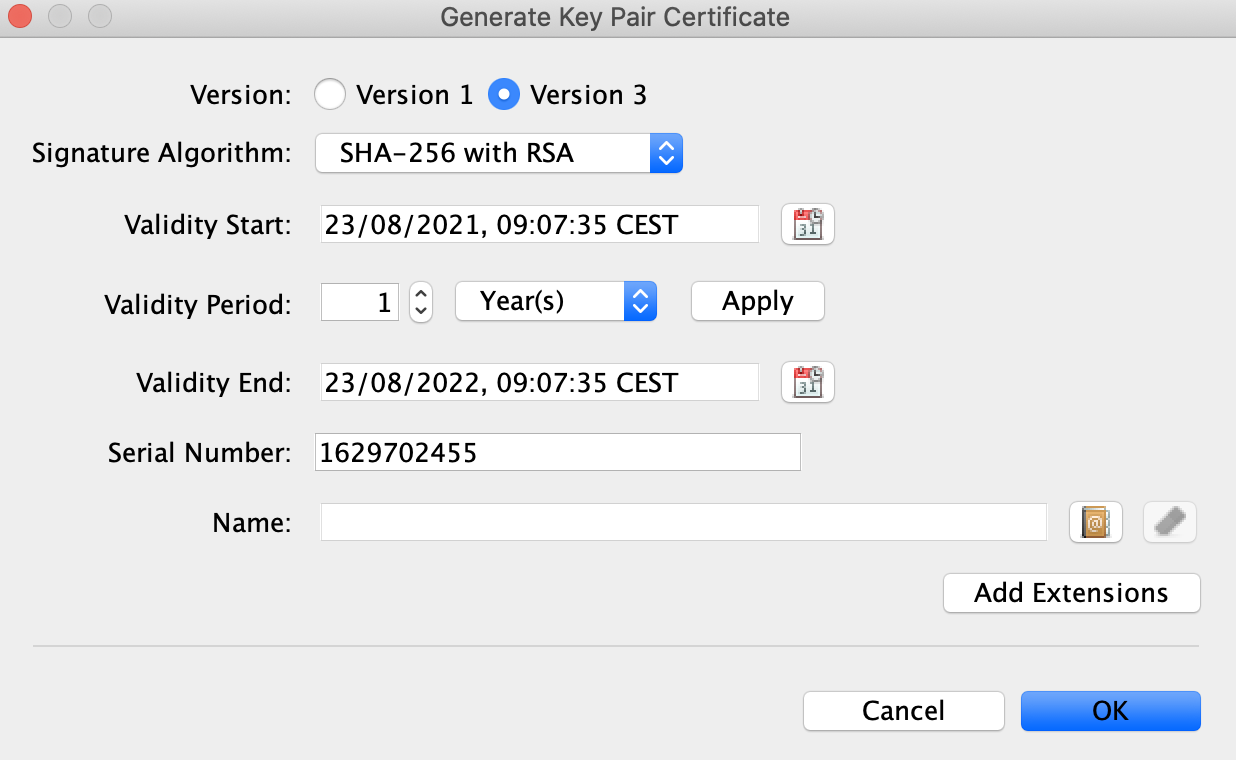 Generate Key Pair Certificate
Version: Version 1 Version 3
Signature Algorithm: SHA-256 with RSA
Validity Start: 23/08/2021, 09:07:35 CEST
31
Validity Period: 1 Year(s) Apply
Validity End: 23/08/2022, 09:07:35 CEST
31
Serial Number: 1629702455
Name:
@
Add Extensions
Cancel OK